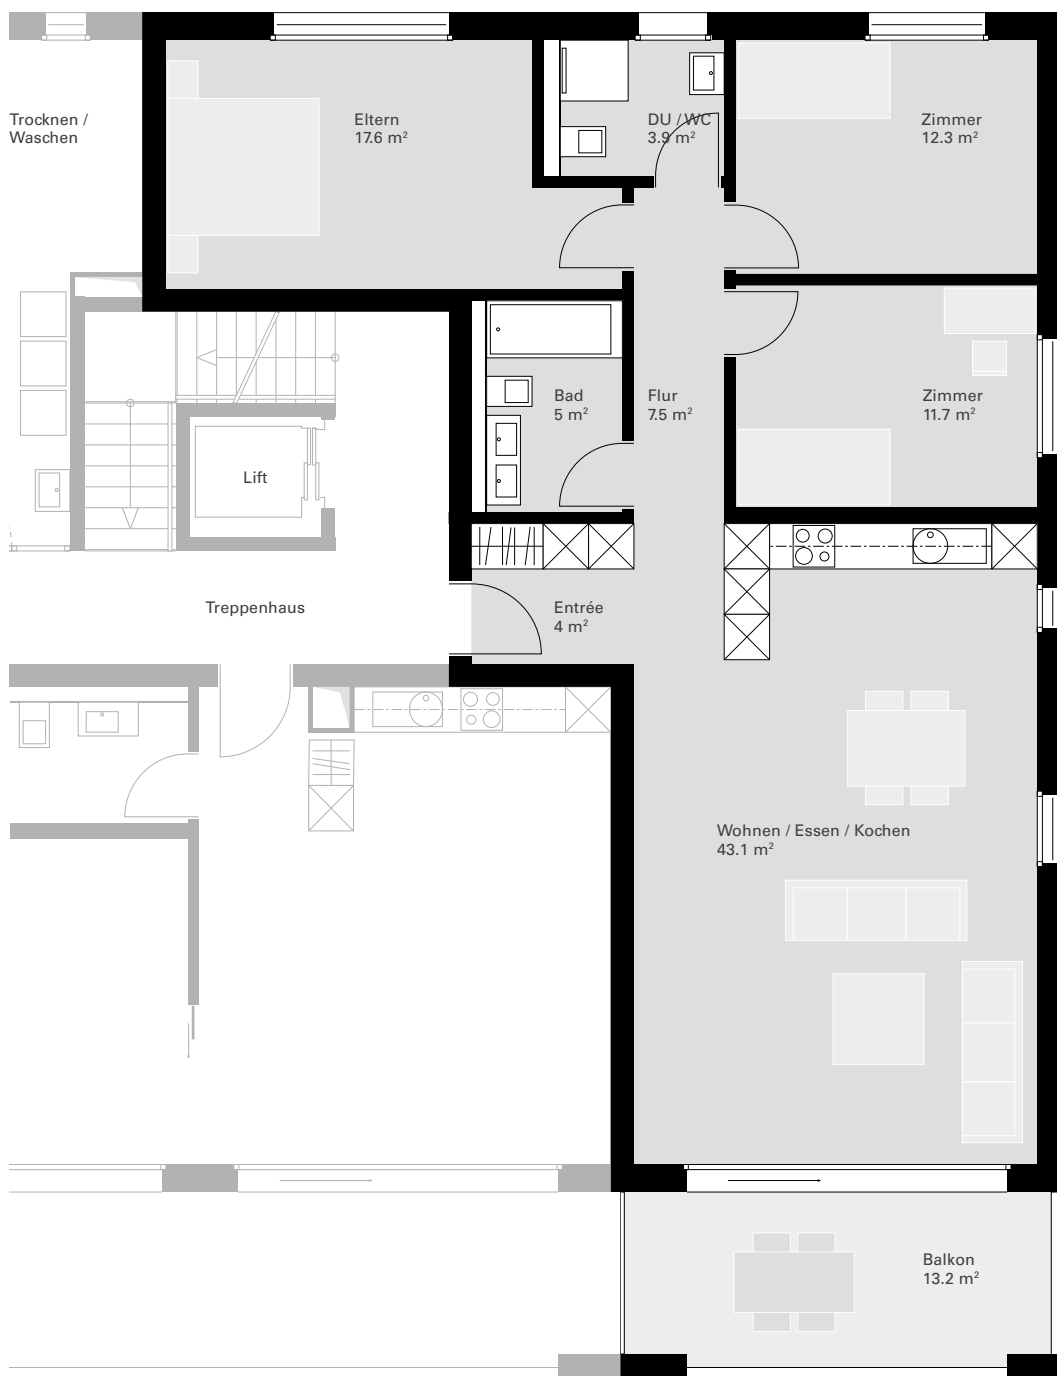 Trocknen /
Waschen
Eltern
17.6 m²
DU / WC
3.9 m²
Zimmer
12.3 m²
Bad
5 m²
Flur
7.5 m²
Zimmer
11.7 m²
Lift
Treppenhaus
Entrée
4 m²
Wohnen / Essen / Kochen
43.1 m²
Balkon
13.2 m²